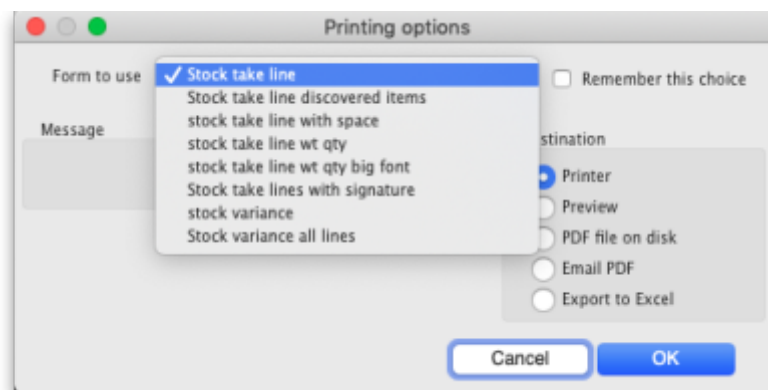 Printing options
Form to use
Stock take line
Remember this choice
Stock take line discovered items
stock take line with space
stock take line wt qty
stock take line wt qty big font
Stock take lines with signature
stock variance
Stock variance all lines
Message
stination
Printer
Preview
PDF file on disk
Email PDF
Export to Excel
Cancel
OK